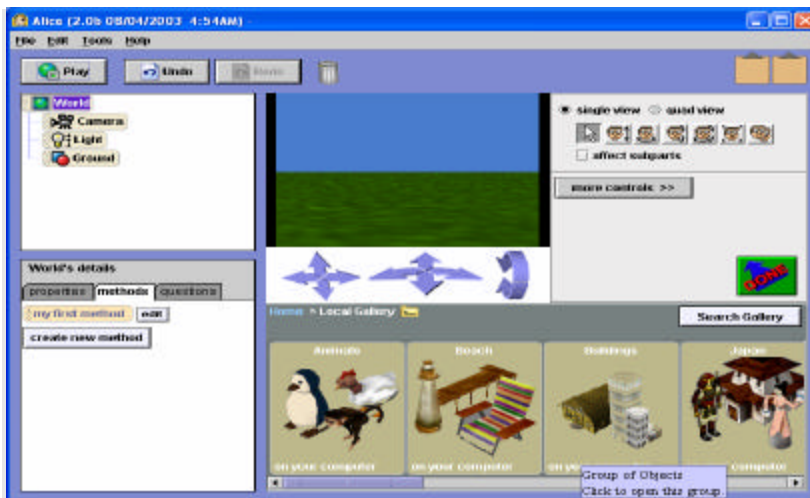 Alice (2.0b 08/04/2003 4:54AM) -
File Edit Tools Help
Play Undo Redo
World
Camera
Light
Ground
single view quad view
affect subparts
more controls >>
DONE
World's details
properties methods questions
my first method edit
create new method
Home > Local Gallery
Search Gallery
Animals Beach Buildings Japan
on your computer on your computer on your computer
Group of Objects
Click to open this group